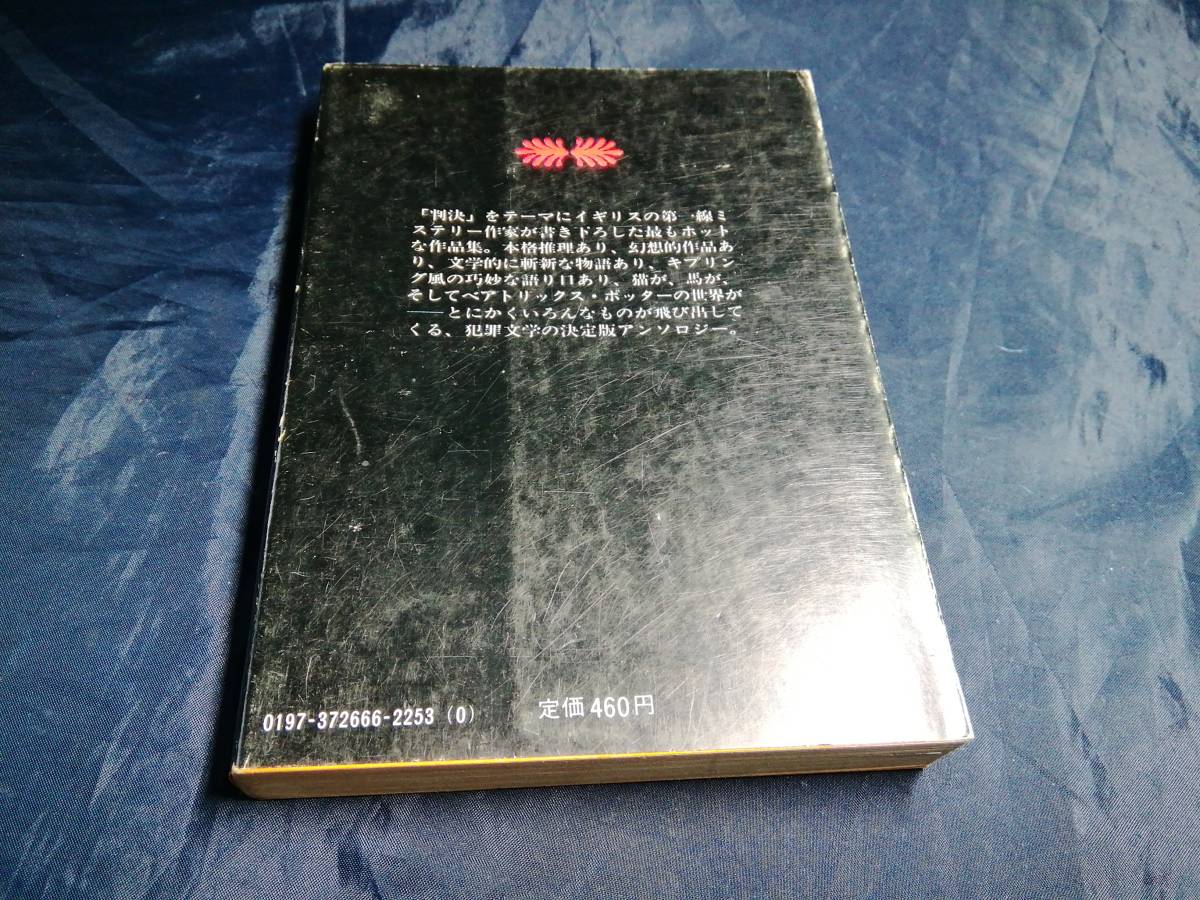 「判決」をテーマにイギリスの第一線ミ
ステリー作家が書き下ろした最もホット
な作品集。本格推理あり、幻想的作品あ
り、文学的に斬新な物語あり、キプリン
グ風の巧妙な語り口あり、猫が、馬が、
そしてベアトリックス・ポッターの世界が
――とにかくいろんなものが飛び出して
くる、犯罪文学の決定版アンソロジー。
0197-372666-2253 (0)
定価 460円